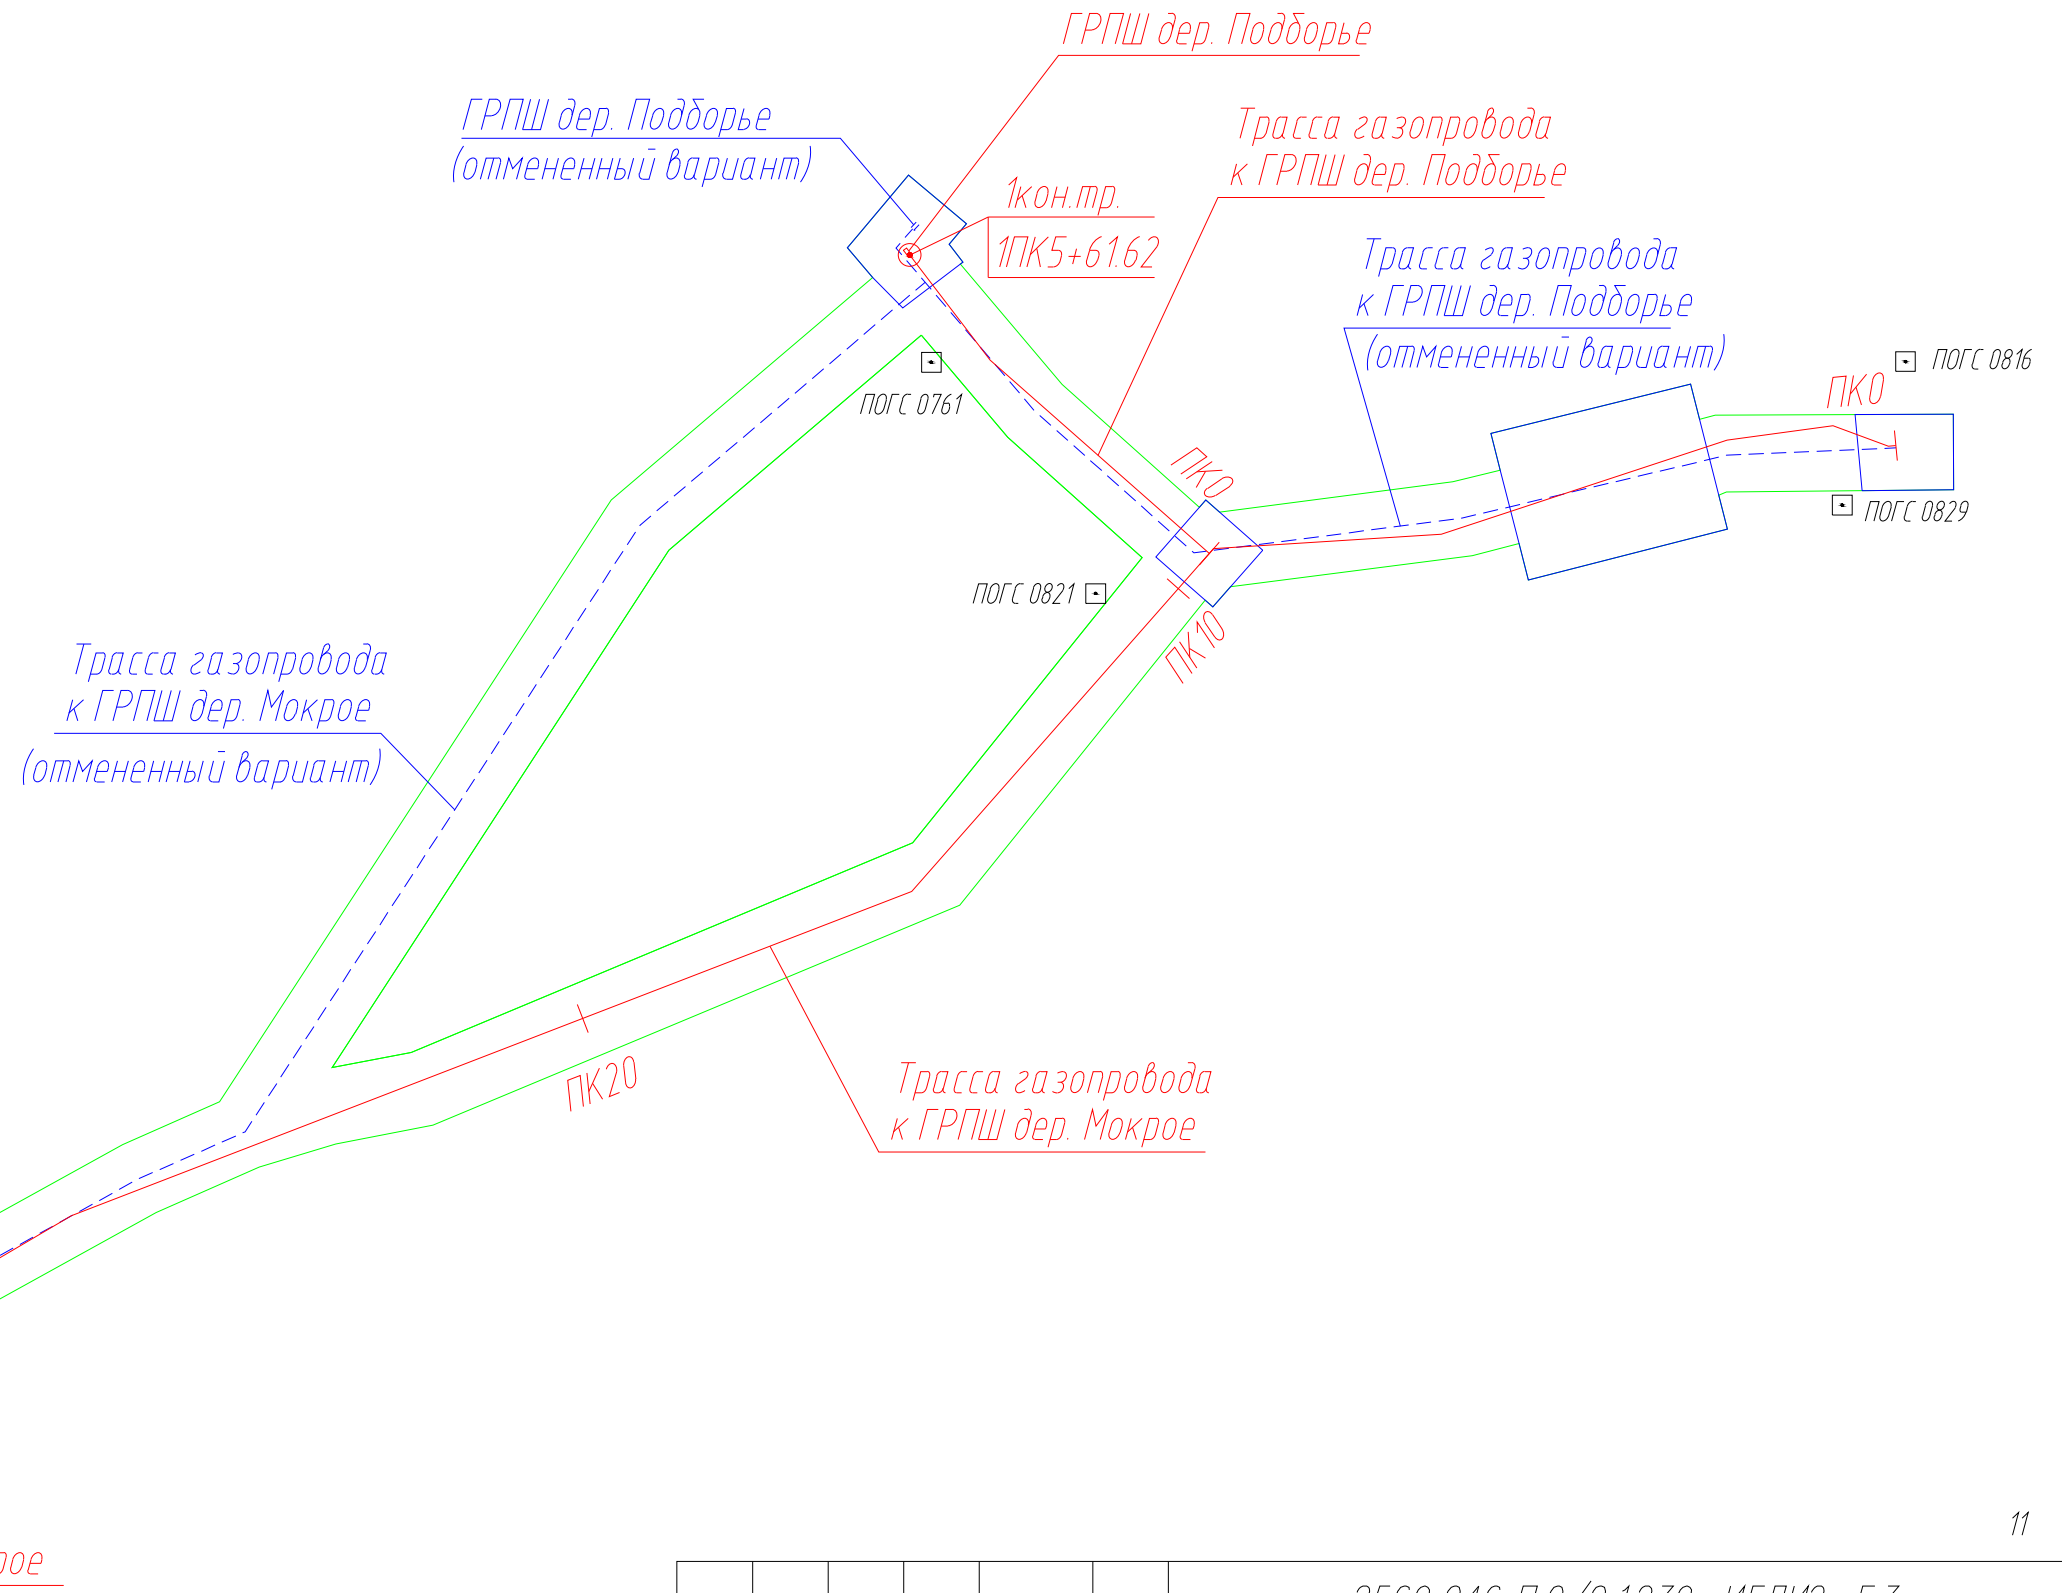 ГРПШ дер. Подборье
ГРПШ дер. Подборье
(отмененный вариант)
Трасса газопровода
к ГРПШ дер. Подборье
1кон.тр.
1ПК5+61.62
Трасса газопровода
к ГРПШ дер. Подборье
(отмененный вариант)
ПОГС 0816
ПК0
ПОГС 0761
ПК0
ПОГС 0829
ПОГС 0821
ПК10
Трасса газопровода
к ГРПШ дер. Мокрое
(отмененный вариант)
ПК20
Трасса газопровода
к ГРПШ дер. Мокрое
11